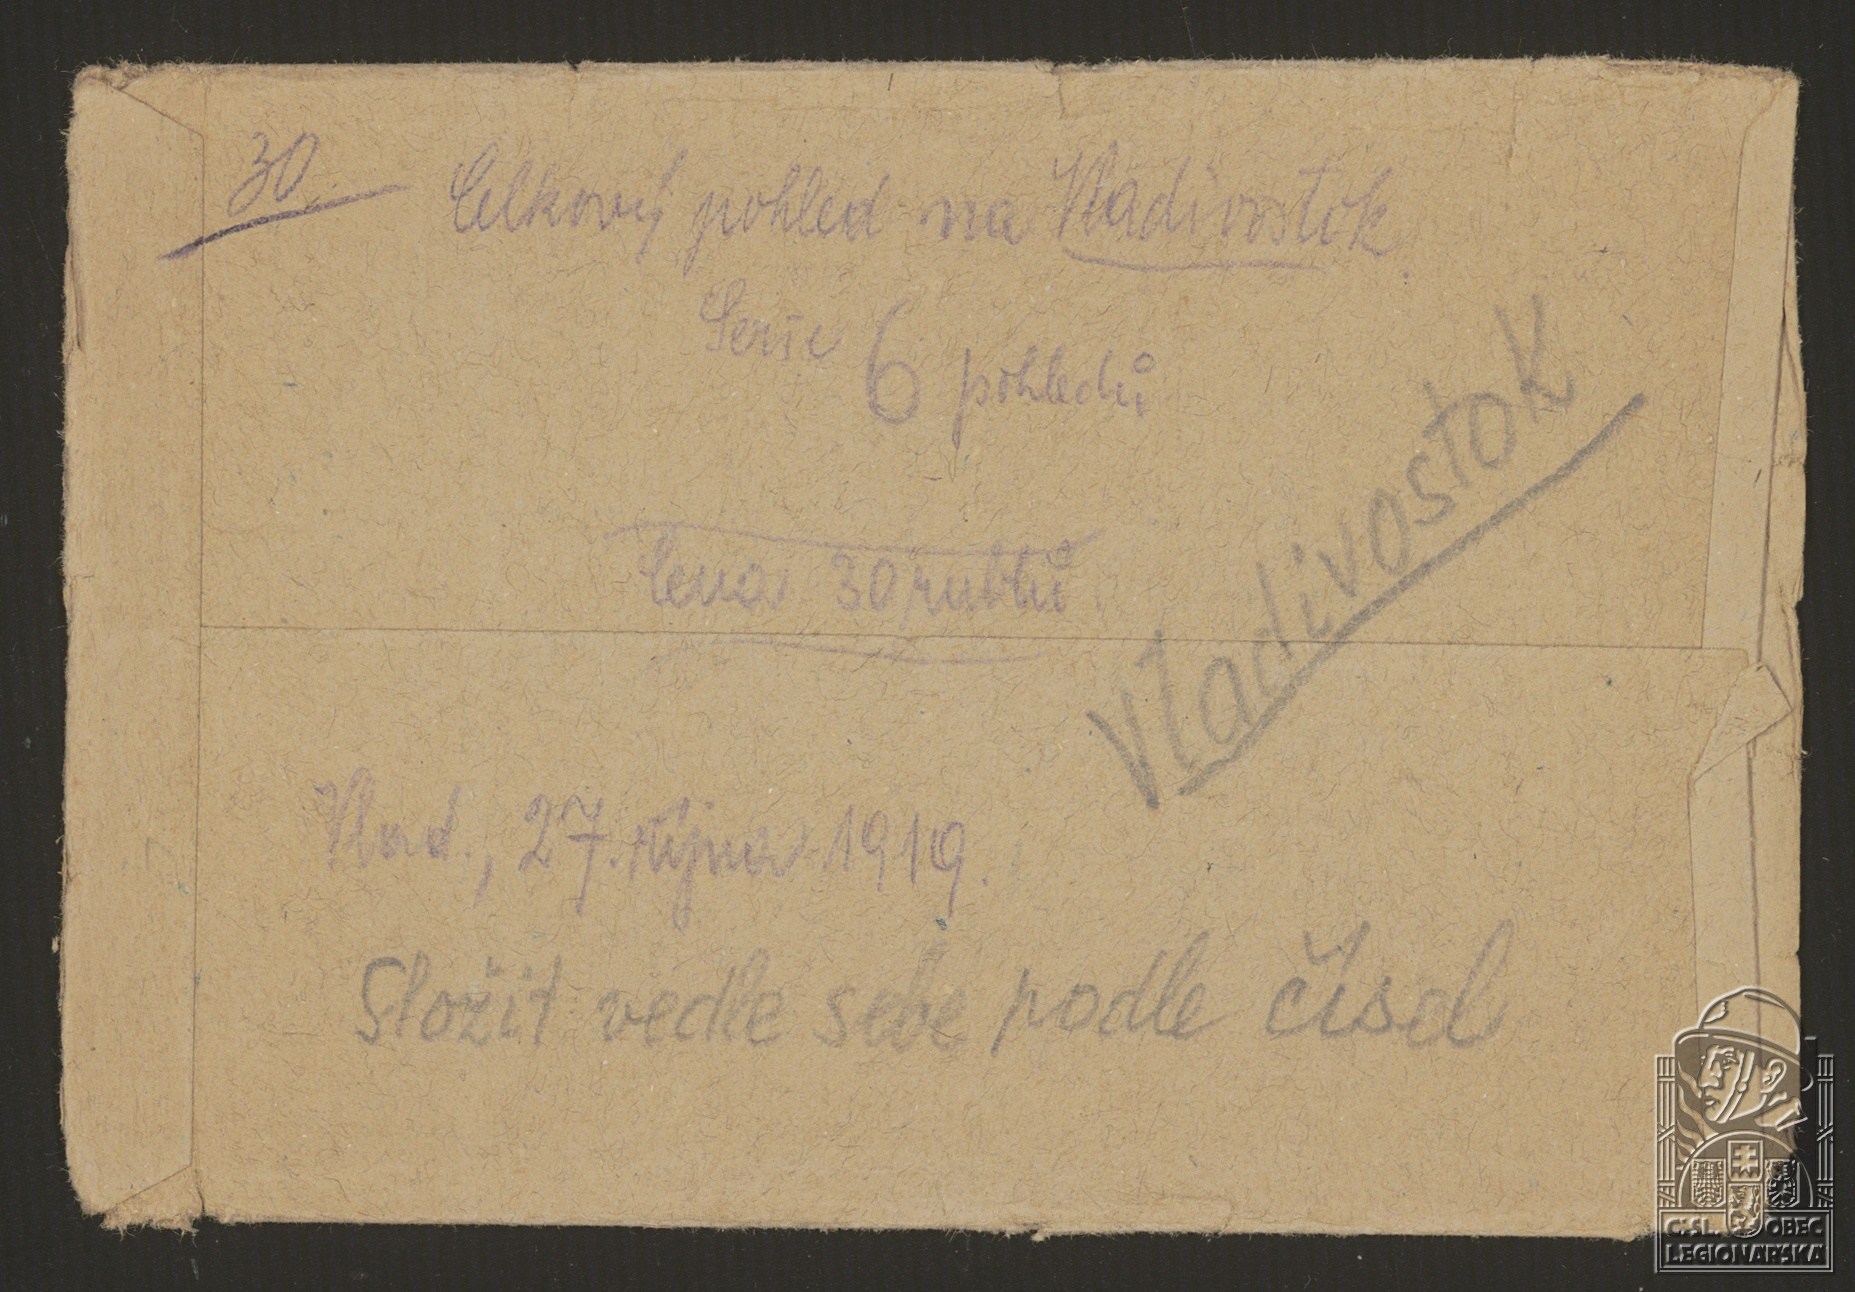 30. Celkový pohled na Vladivostok.
Serie 6 pohledů
Cena 30 rublů.
Vladivostok
Vlad., 27. října 1919.
Složit vedle sebe podle čísel
Č.SL. OBEC
LEGIONÁŘSKÁ